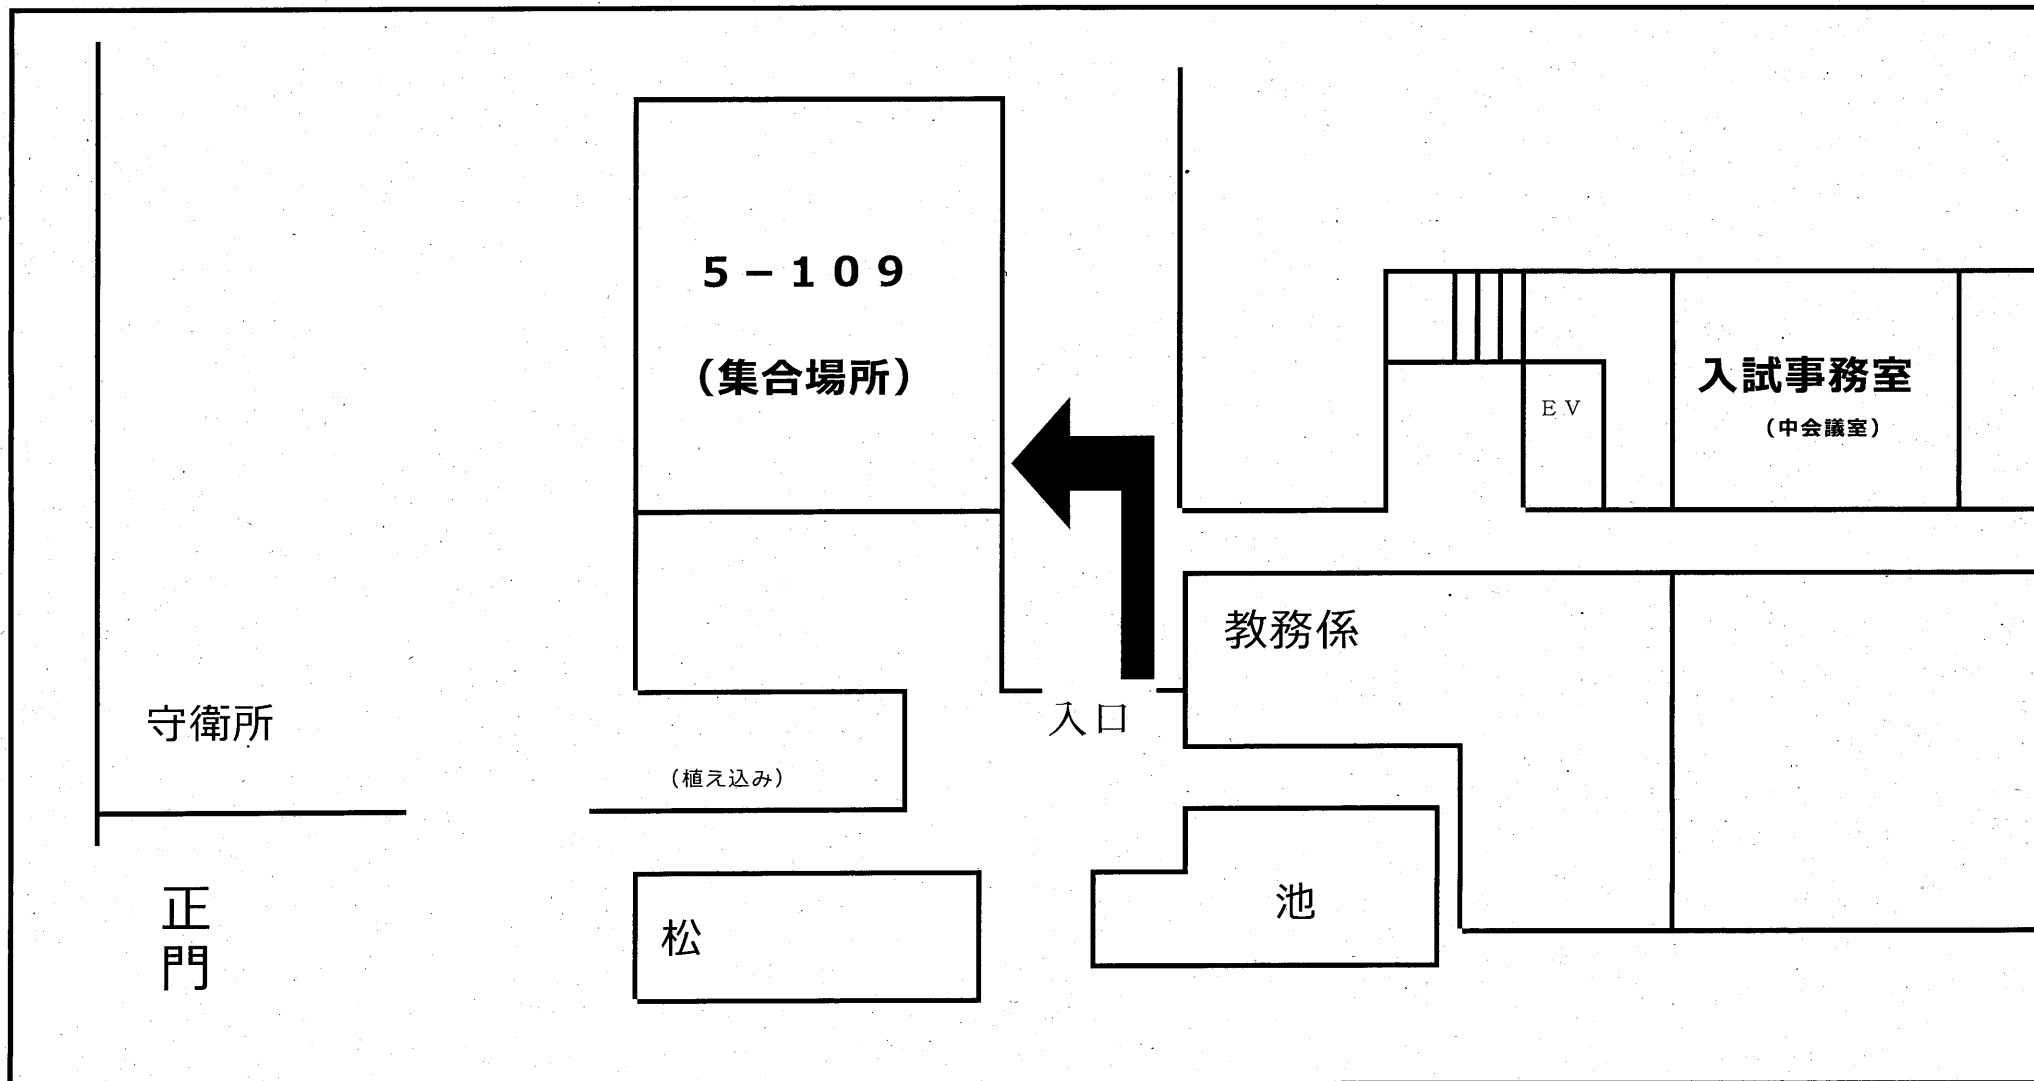 ５－１０９
（集合場所）
入試事務室
（中会議室）
ＥＶ
教務係
守衛所
入口
（植え込み）
正門
松
池